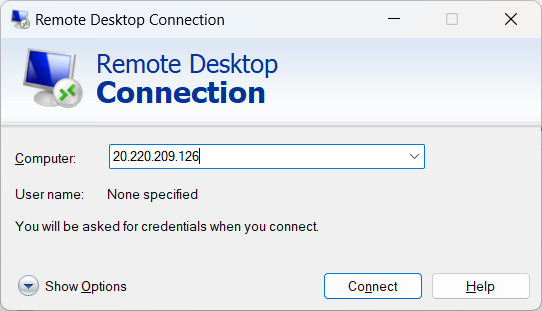 Remote Desktop Connection
Remote Desktop
Connection
Computer:
20.220.209.126
User name:
None specified
You will be asked for credentials when you connect.
Show Options
Connect
Help